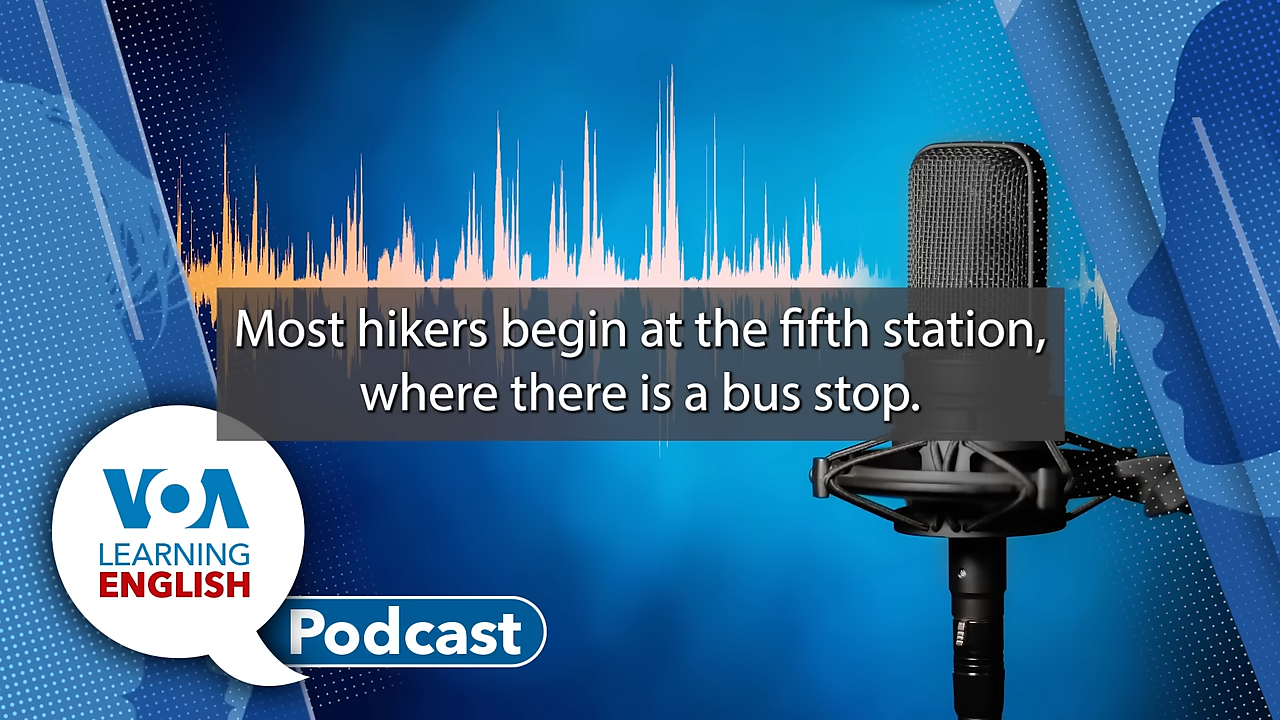 Most hikers begin at the fifth station,
where there is a bus stop.
VOA
LEARNING
ENGLISH
Podcast